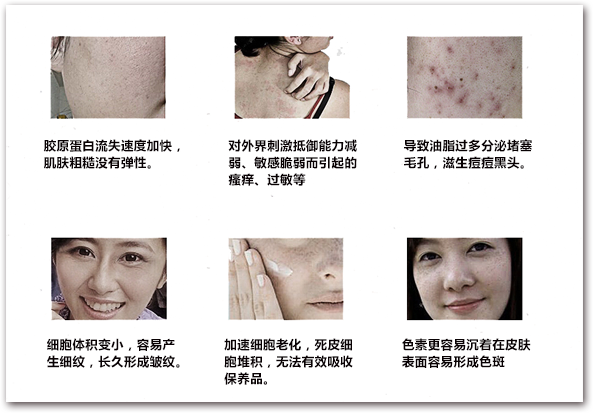 胶原蛋白流失速度加快，
肌肤粗糙没有弹性。
对外界刺激抵御能力减
弱、敏感脆弱而引起的
瘙痒、过敏等
导致油脂过多分泌堵塞
毛孔，滋生痘痘黑头。
细胞体积变小，容易产
生细纹，长久形成皱纹。
加速细胞老化，死皮细
胞堆积，无法有效吸收
保养品。
色素更容易沉着在皮肤
表面容易形成色斑